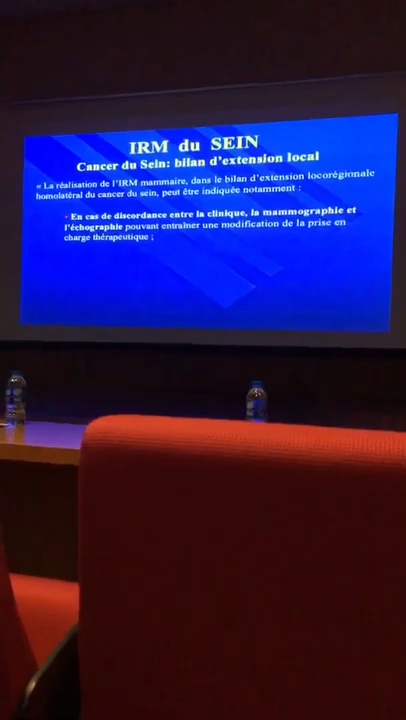 IRM du SEIN
Cancer du Sein: bilan d'extension local
« La réalisation de l'IRM mammaire, dans le bilan d'extension locorégionale
homolatéral du cancer du sein, peut être indiquée notamment :
• En cas de discordance entre la clinique, la mammographie et
l'échographie pouvant entraîner une modification de la prise en
charge thérapeutique ;